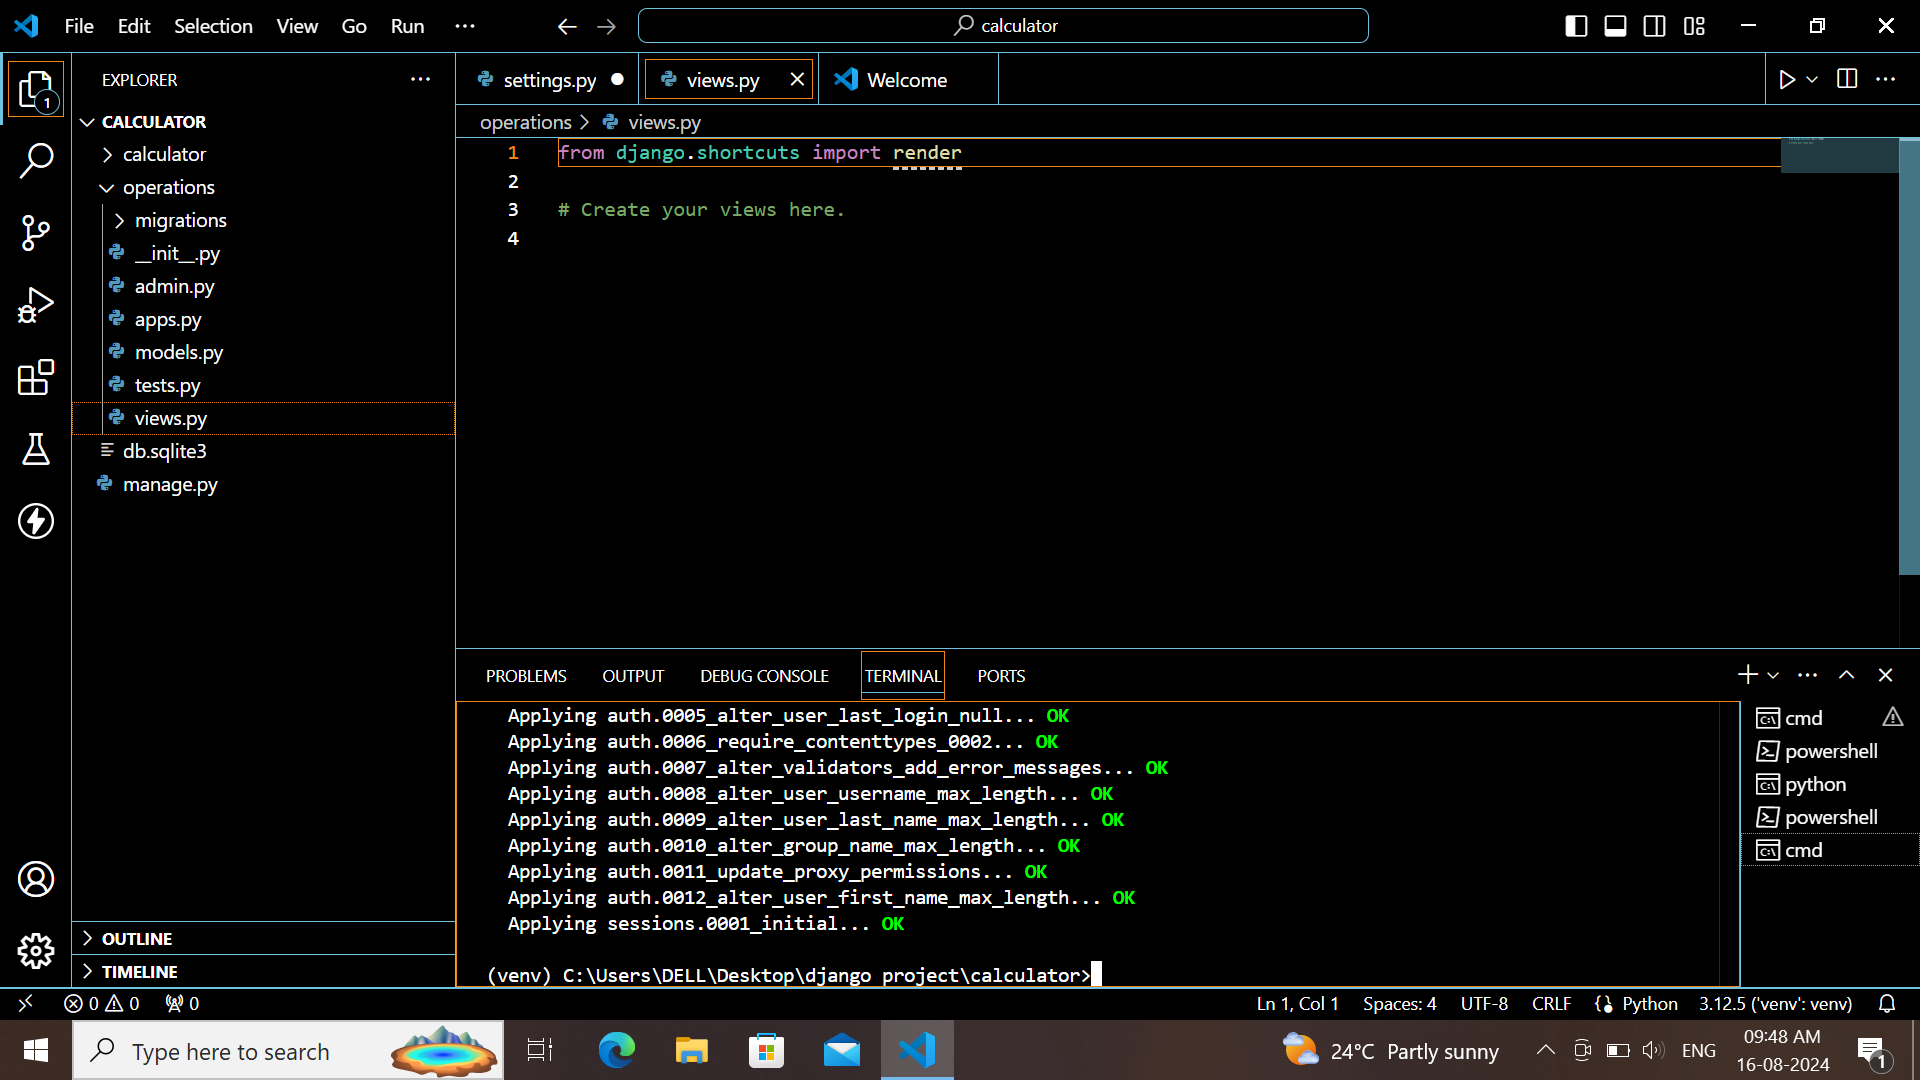 File Edit Selection View Go Run ···
calculator
EXPLORER
CALCULATOR
calculator
operations
migrations
__init__.py
admin.py
apps.py
models.py
tests.py
views.py
db.sqlite3
manage.py
OUTLINE
TIMELINE
settings.py
views.py
Welcome
operations > views.py
1 from django.shortcuts import render
2
3 # Create your views here.
4
PROBLEMS OUTPUT DEBUG CONSOLE TERMINAL PORTS
Applying auth.0005_alter_user_last_login_null... OK
Applying auth.0006_require_contenttypes_0002... OK
Applying auth.0007_alter_validators_add_error_messages... OK
Applying auth.0008_alter_user_username_max_length... OK
Applying auth.0009_alter_user_last_name_max_length... OK
Applying auth.0010_alter_group_name_max_length... OK
Applying auth.0011_update_proxy_permissions... OK
Applying auth.0012_alter_user_first_name_max_length... OK
Applying sessions.0001_initial... OK
(venv) C:\Users\DELL\Desktop\django project\calculator>
cmd
powershell
python
powershell
cmd
1
0 0 0
Ln 1, Col 1 Spaces: 4 UTF-8 CRLF Python 3.12.5 ('venv': venv)
Type here to search
24°C Partly sunny
ENG
09:48 AM
16-08-2024
1